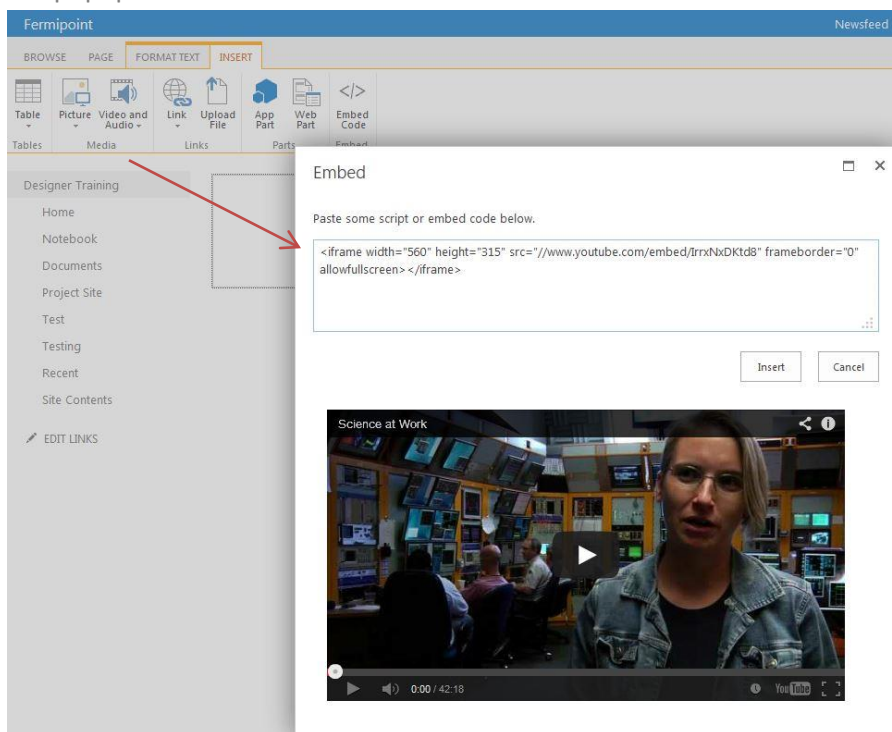 Fermipoint Newsfeed
BROWSE PAGE FORMAT TEXT INSERT
</>
Table Picture Video and Audio Link Upload File App Part Web Part Embed Code
Tables Media Links Parts Embed
Embed
Designer Training
Paste some script or embed code below.
Home
<iframe width="560" height="315" src="//www.youtube.com/embed/IrrxNxDKtd8" frameborder="0"
allowfullscreen></iframe>
Notebook
Documents
Project Site
Test
Testing
Recent
Site Contents
EDIT LINKS
Insert Cancel
Science at Work
0:00 / 42:18
YouTube